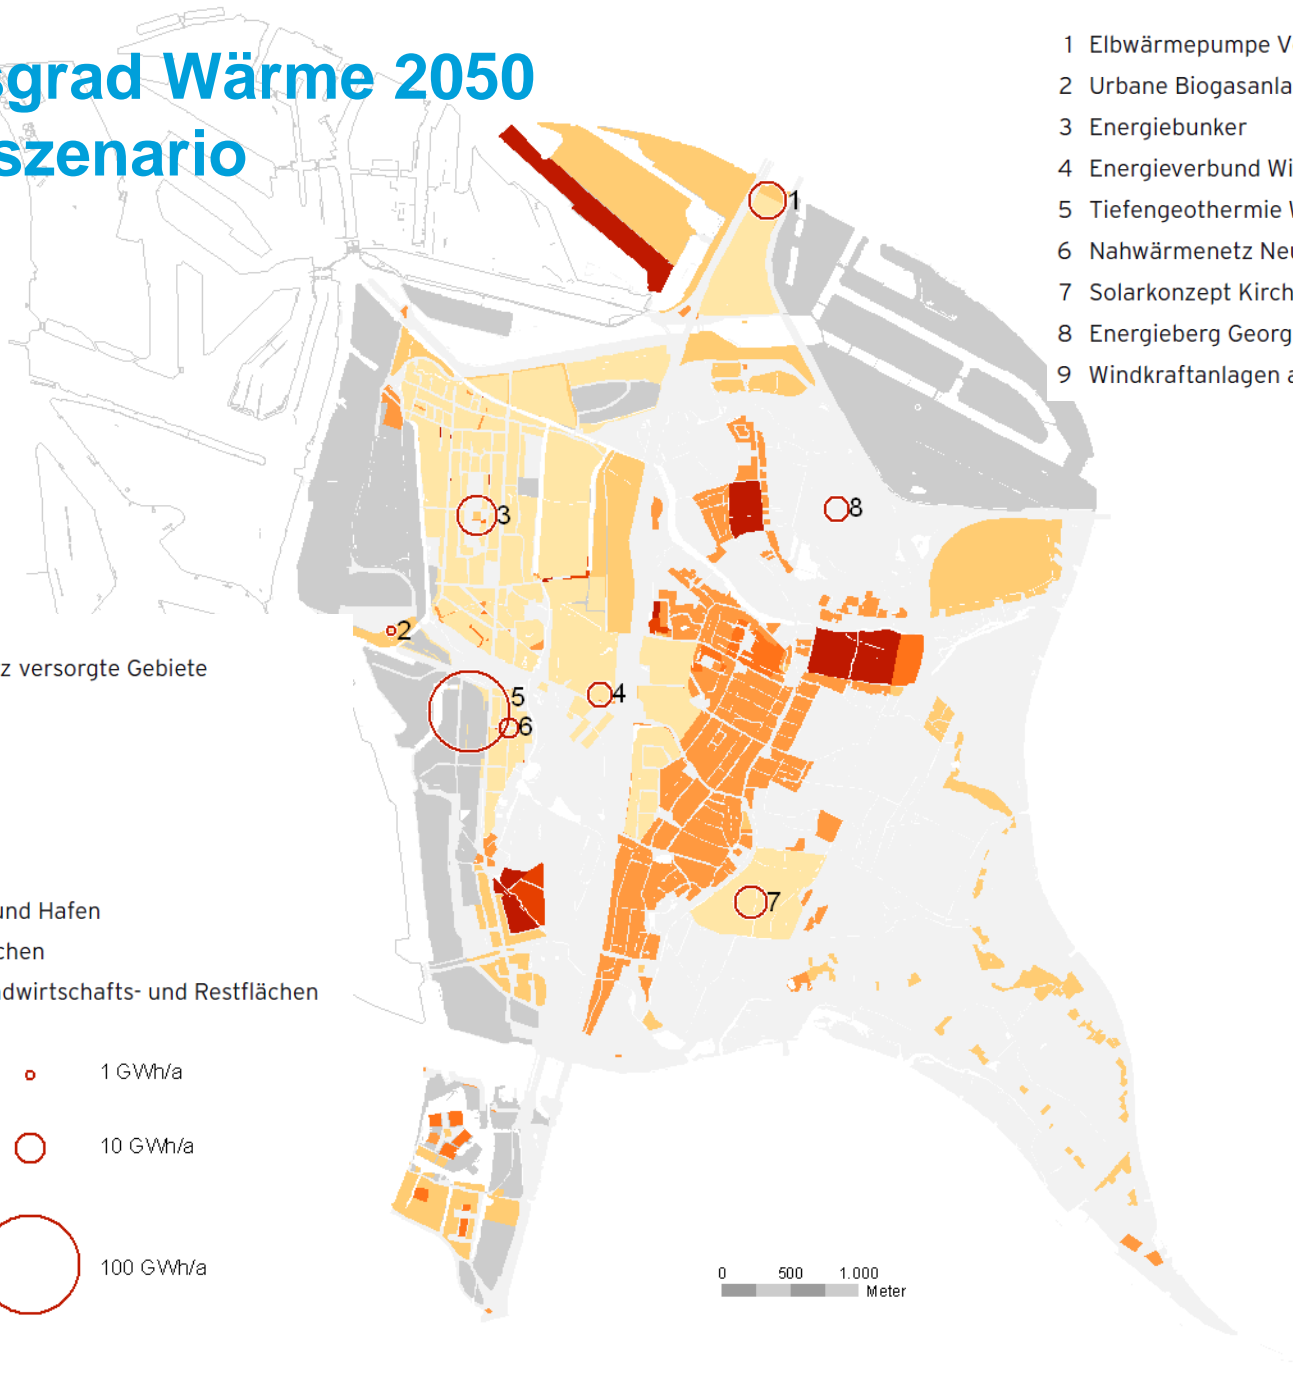 sgrad Wärme 2050
szenario
1 Elbwärmepumpe V
2 Urbane Biogasanla
3 Energiebunker
4 Energieverbund Wi
5 Tiefengeothermie
6 Nahwärmenetz Neu
7 Solarkonzept Kirch
8 Energieberg Georg
9 Windkraftanlagen a
1
3
8
2
z versorgte Gebiete
5
4
6
7
und Hafen
chen
dwirtschafts- und Restflächen
1 GWh/a
10 GWh/a
100 GWh/a
0 500 1.000
Meter